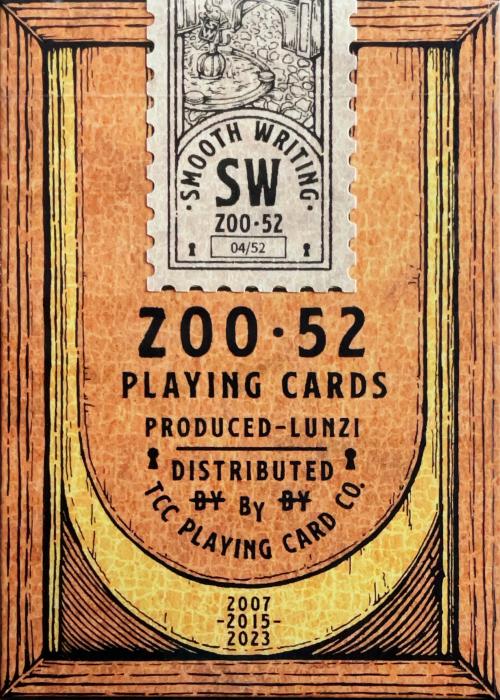 ·SMOOTH WRITING·
SW
ZOO·52
04/52
ZOO·52
PLAYING CARDS
PRODUCED-LUNZI
DISTRIBUTED
BY By BY
TCC PLAYING CARD CO.
2007
-2015-
2023